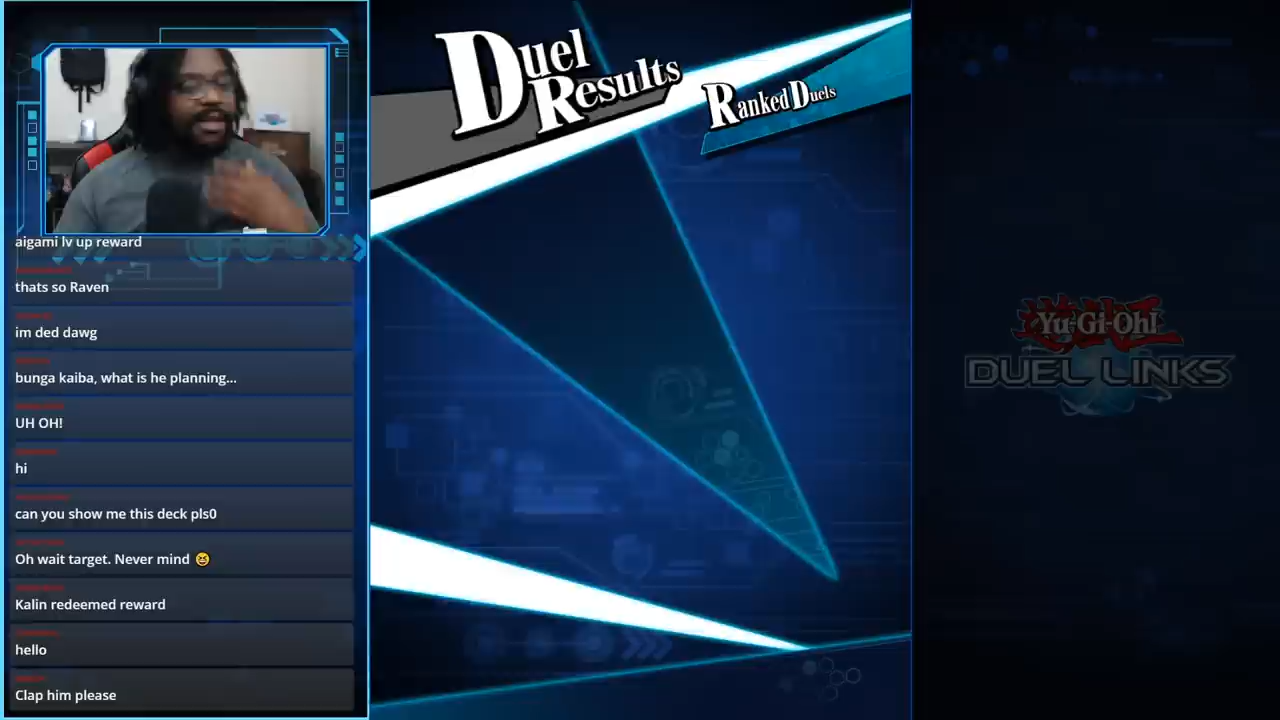 Duel
Results
Ranked Duels
aigami lv up reward
thats so Raven
im ded dawg
bunga kaiba, what is he planning...
UH OH!
hi
can you show me this deck pls0
Oh wait target. Never mind 😆
Kalin redeemed reward
hello
Clap him please
Yu-Gi-Oh!
DUEL LINKS